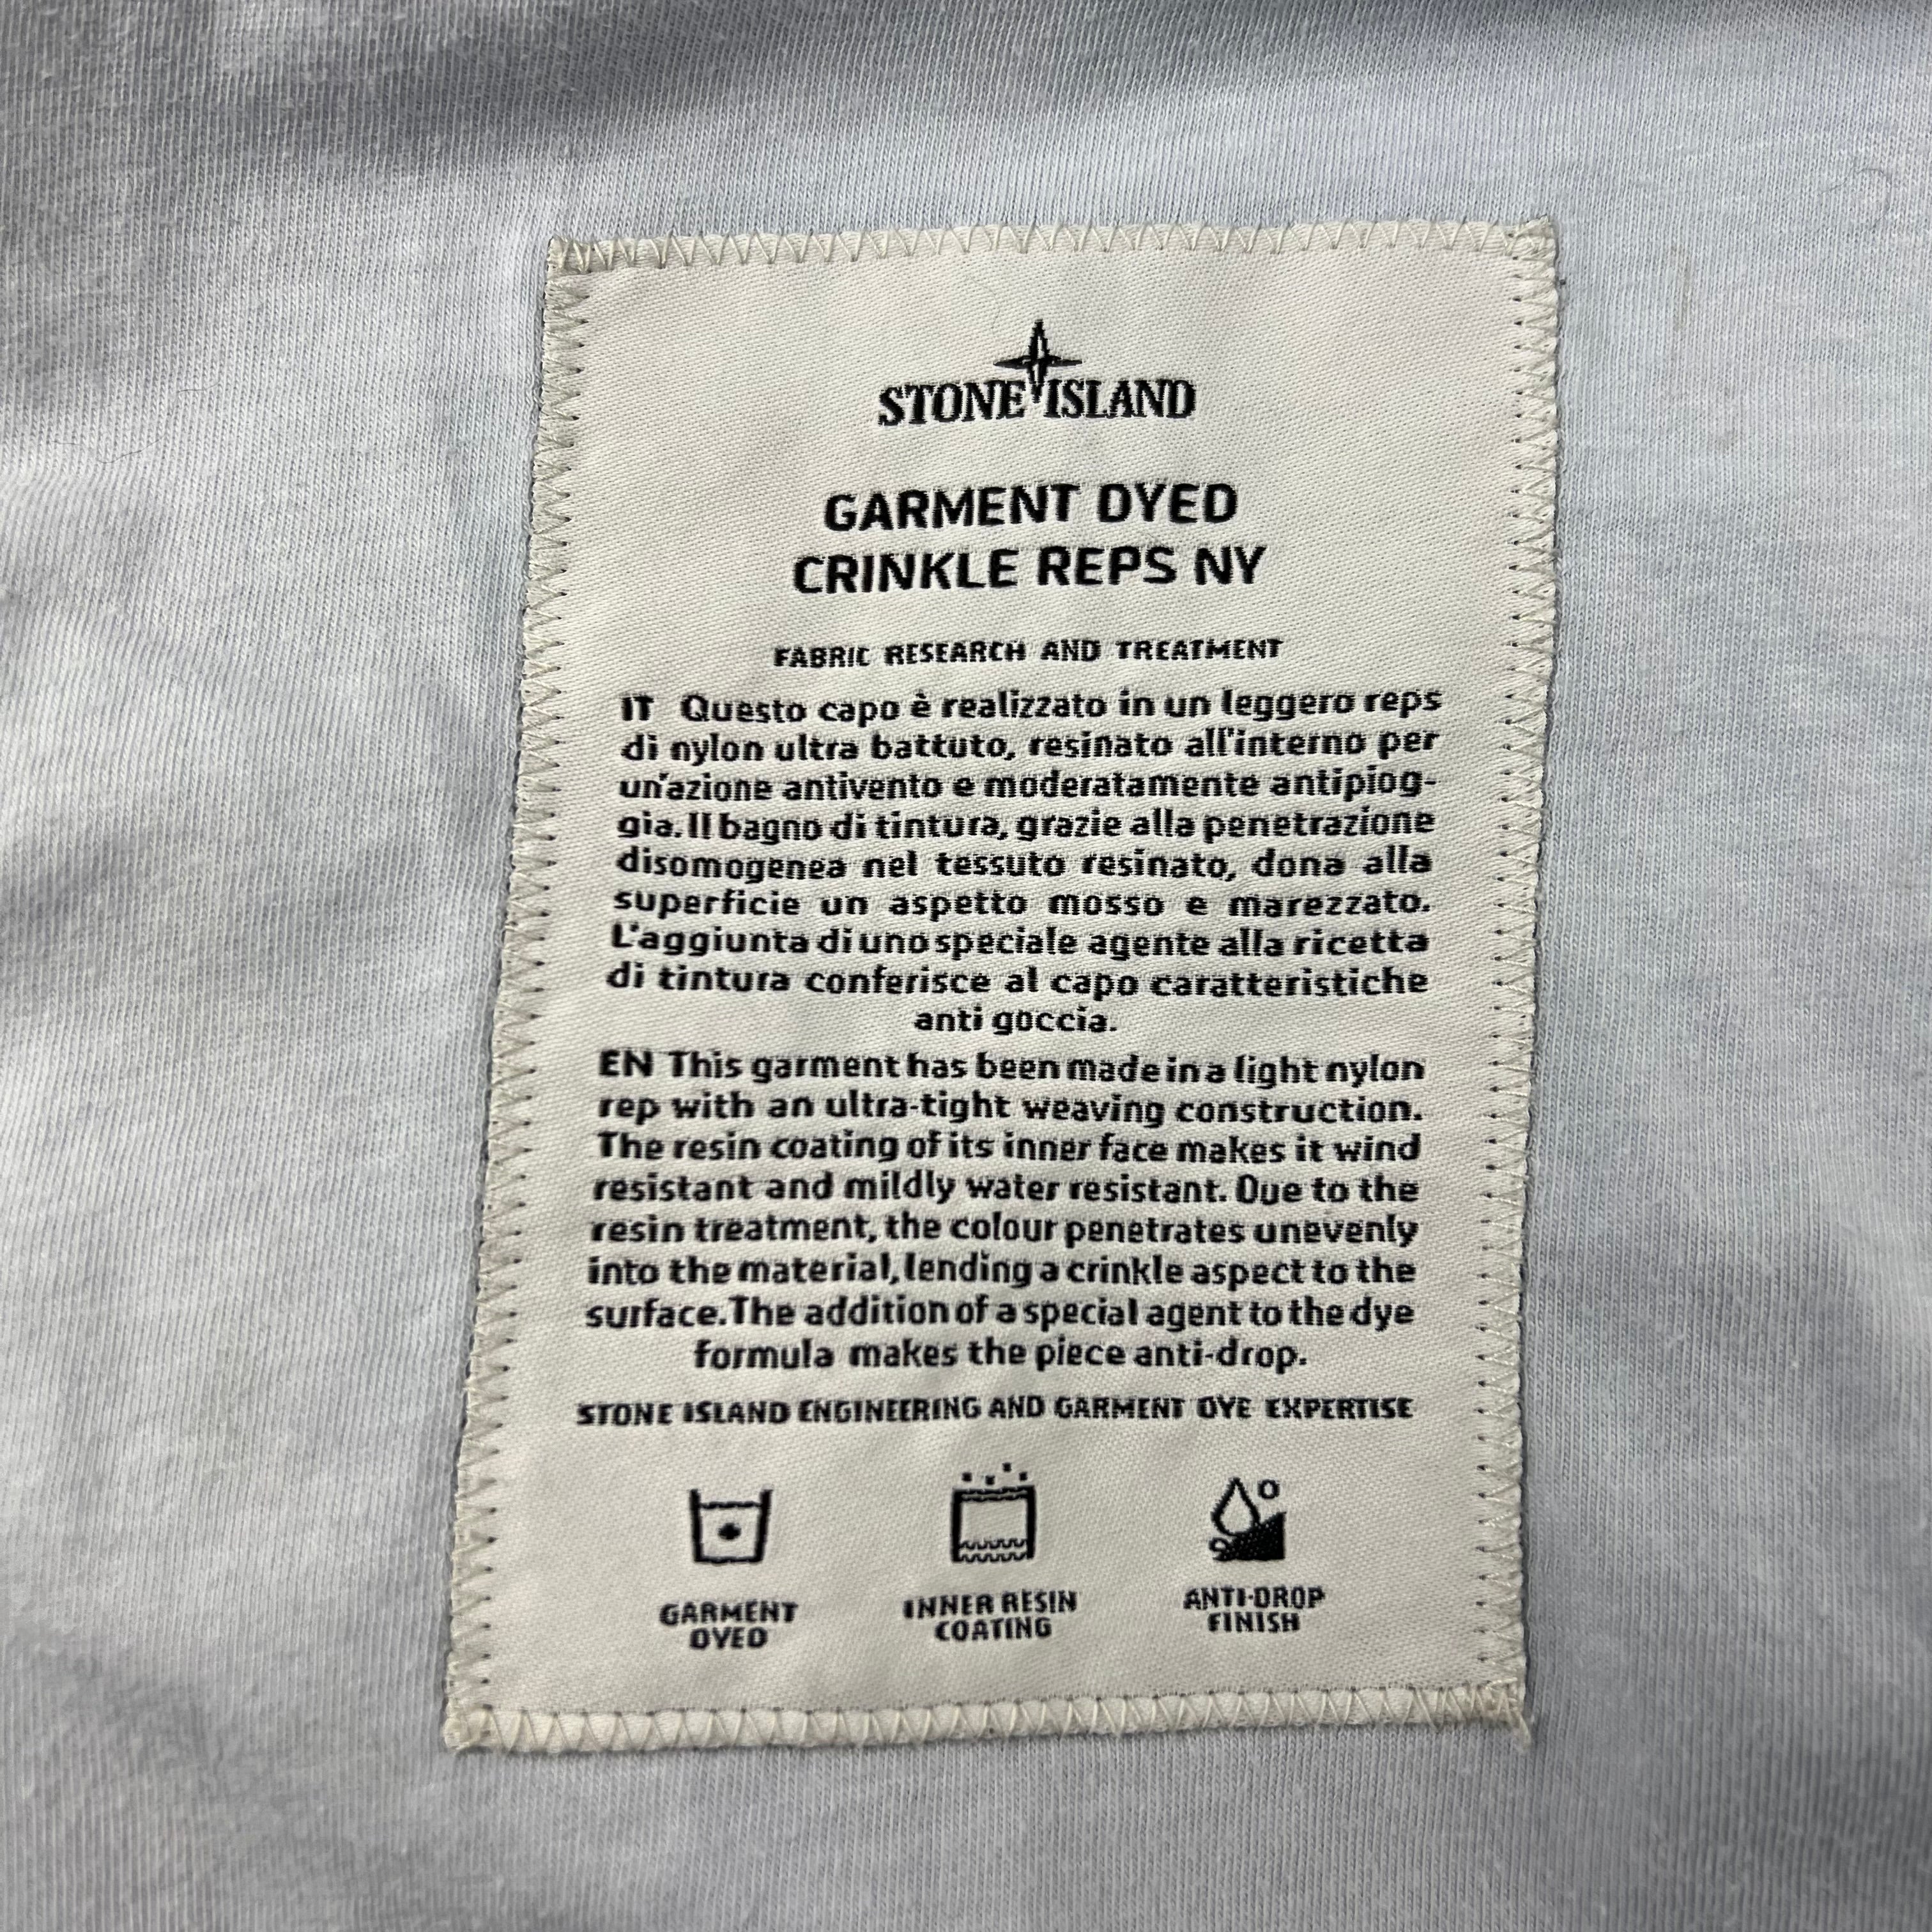 STONE ISLAND
GARMENT DYED
CRINKLE REPS NY
FABRIC RESEARCH AND TREATMENT
IT Questo capo è realizzato in un leggero reps
di nylon ultra battuto, resinato all'interno per
un'azione antivento e moderatamente antipiog-
gia. Il bagno di tintura, grazie alla penetrazione
disomogenea nel tessuto resinato, dona alla
superficie un aspetto mosso e marezzato.
L'aggiunta di uno speciale agente alla ricetta
di tintura conferisce al capo caratteristiche
anti goccia.
EN This garment has been made in a light nylon
rep with an ultra-tight weaving construction.
The resin coating of its inner face makes it wind
resistant and mildly water resistant. Due to the
resin treatment, the colour penetrates unevenly
into the material, lending a crinkle aspect to the
surface. The addition of a special agent to the dye
formula makes the piece anti-drop.
STONE ISLAND ENGINEERING AND GARMENT DYE EXPERTISE
GARMENT
DYED
INNER RESIN
COATING
ANTI-DROP
FINISH